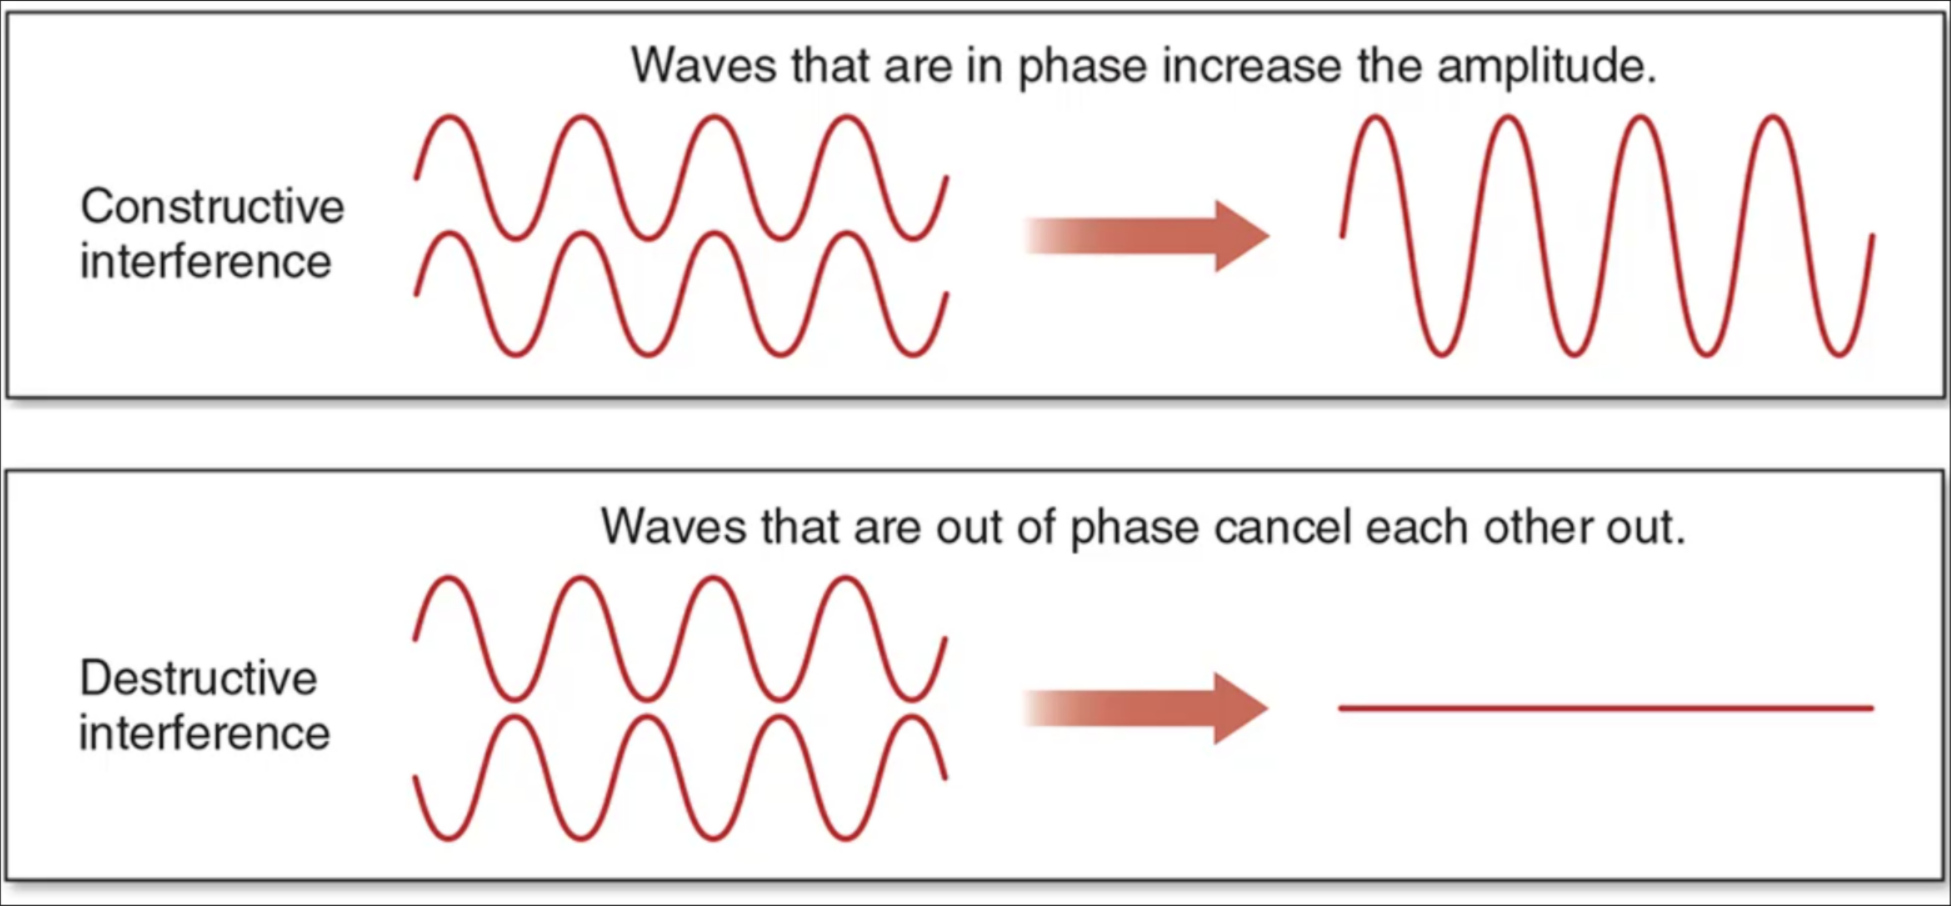 Waves that are in phase increase the amplitude.
Constructive
interference
Waves that are out of phase cancel each other out.
Destructive
interference